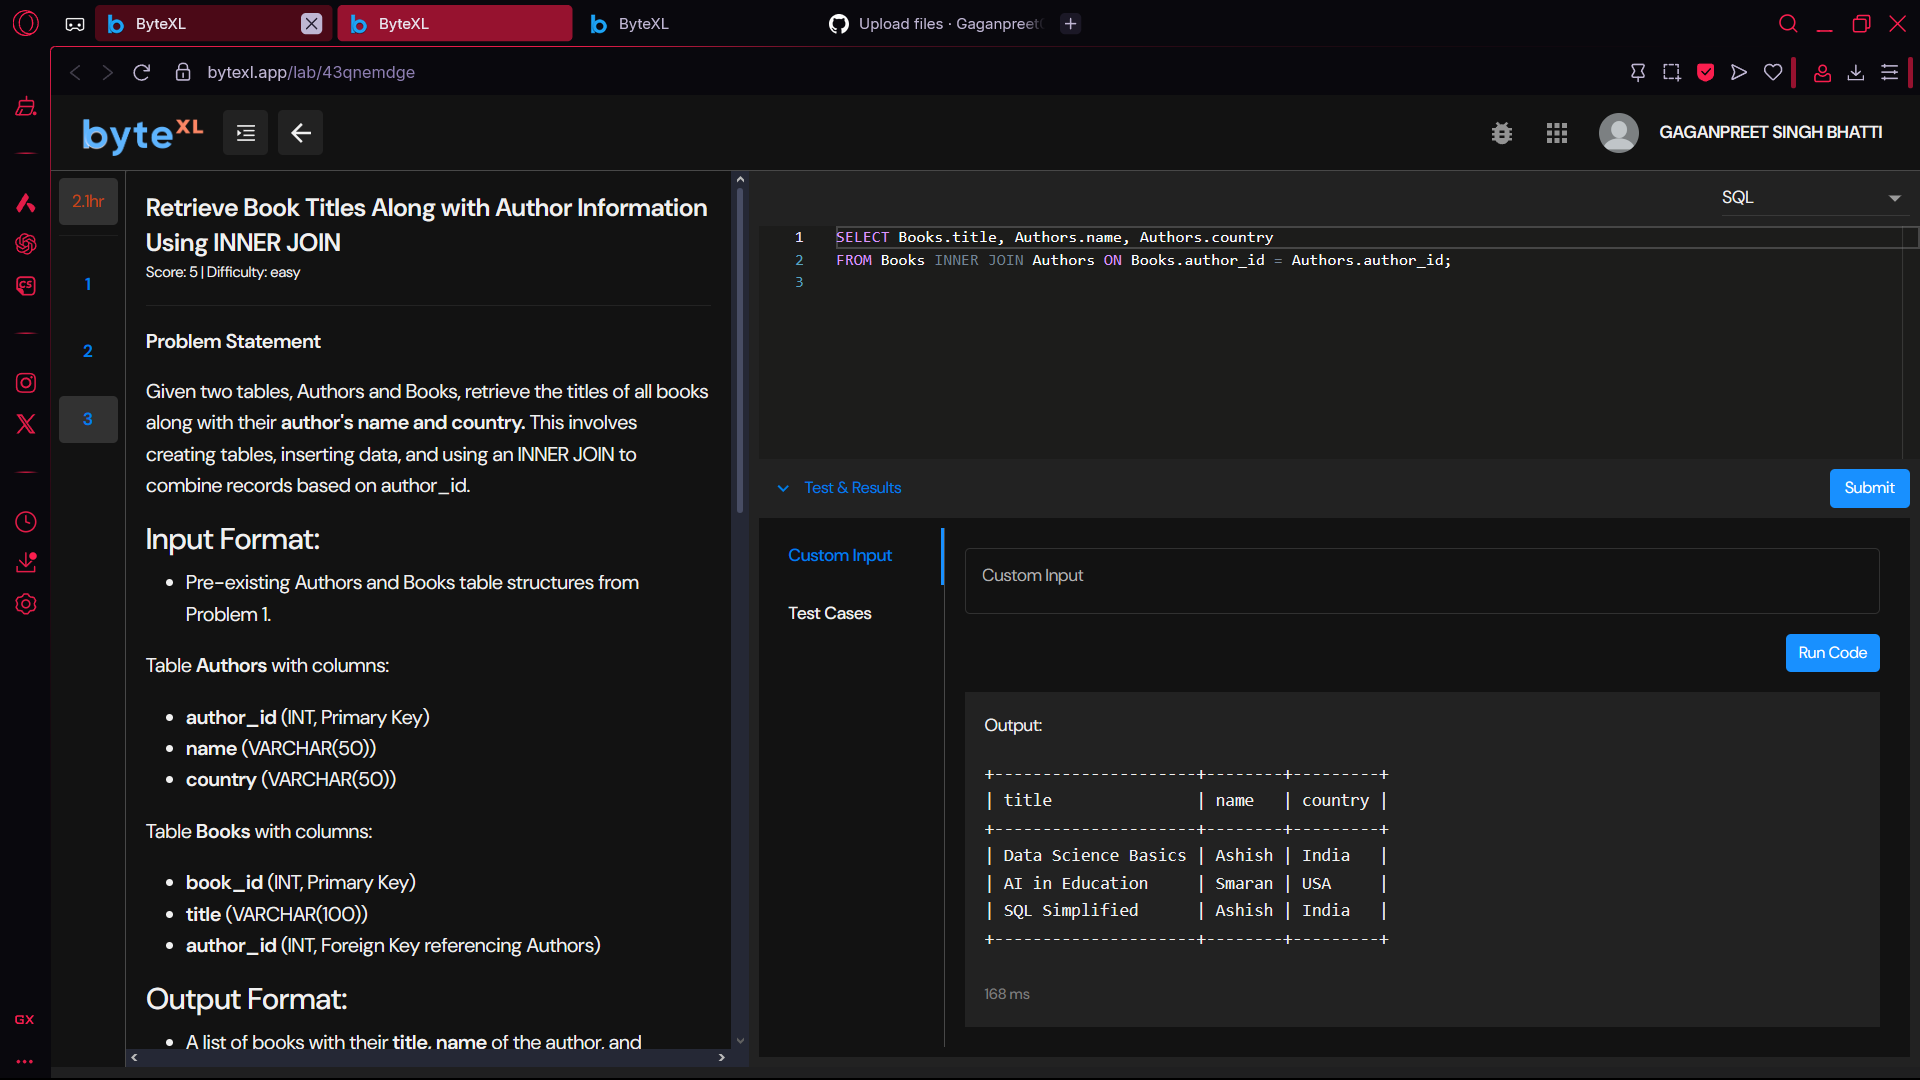 ByteXL
ByteXL
ByteXL
Upload files · Gaganpreet
bytexl.app/lab/43qnemdge
byteXL
GAGANPREET SINGH BHATTI
2.1hr
1
2
3
Retrieve Book Titles Along with Author Information
Using INNER JOIN
Score: 5 | Difficulty: easy
Problem Statement
Given two tables, Authors and Books, retrieve the titles of all books
along with their author's name and country. This involves
creating tables, inserting data, and using an INNER JOIN to
combine records based on author_id.
Input Format:
• Pre-existing Authors and Books table structures from
Problem 1.
Table Authors with columns:
• author_id (INT, Primary Key)
• name (VARCHAR(50))
• country (VARCHAR(50))
Table Books with columns:
• book_id (INT, Primary Key)
• title (VARCHAR(100))
• author_id (INT, Foreign Key referencing Authors)
Output Format:
• A list of books with their title, name of the author, and
SQL
1 SELECT Books.title, Authors.name, Authors.country
2 FROM Books INNER JOIN Authors ON Books.author_id = Authors.author_id;
3
Test & Results
Submit
Custom Input
Test Cases
Custom Input
Run Code
Output:
+---------------------+--------+---------+
| title               | name   | country |
+---------------------+--------+---------+
| Data Science Basics | Ashish | India   |
| AI in Education     | Smaran | USA     |
| SQL Simplified      | Ashish | India   |
+---------------------+--------+---------+
168 ms
CS
GX